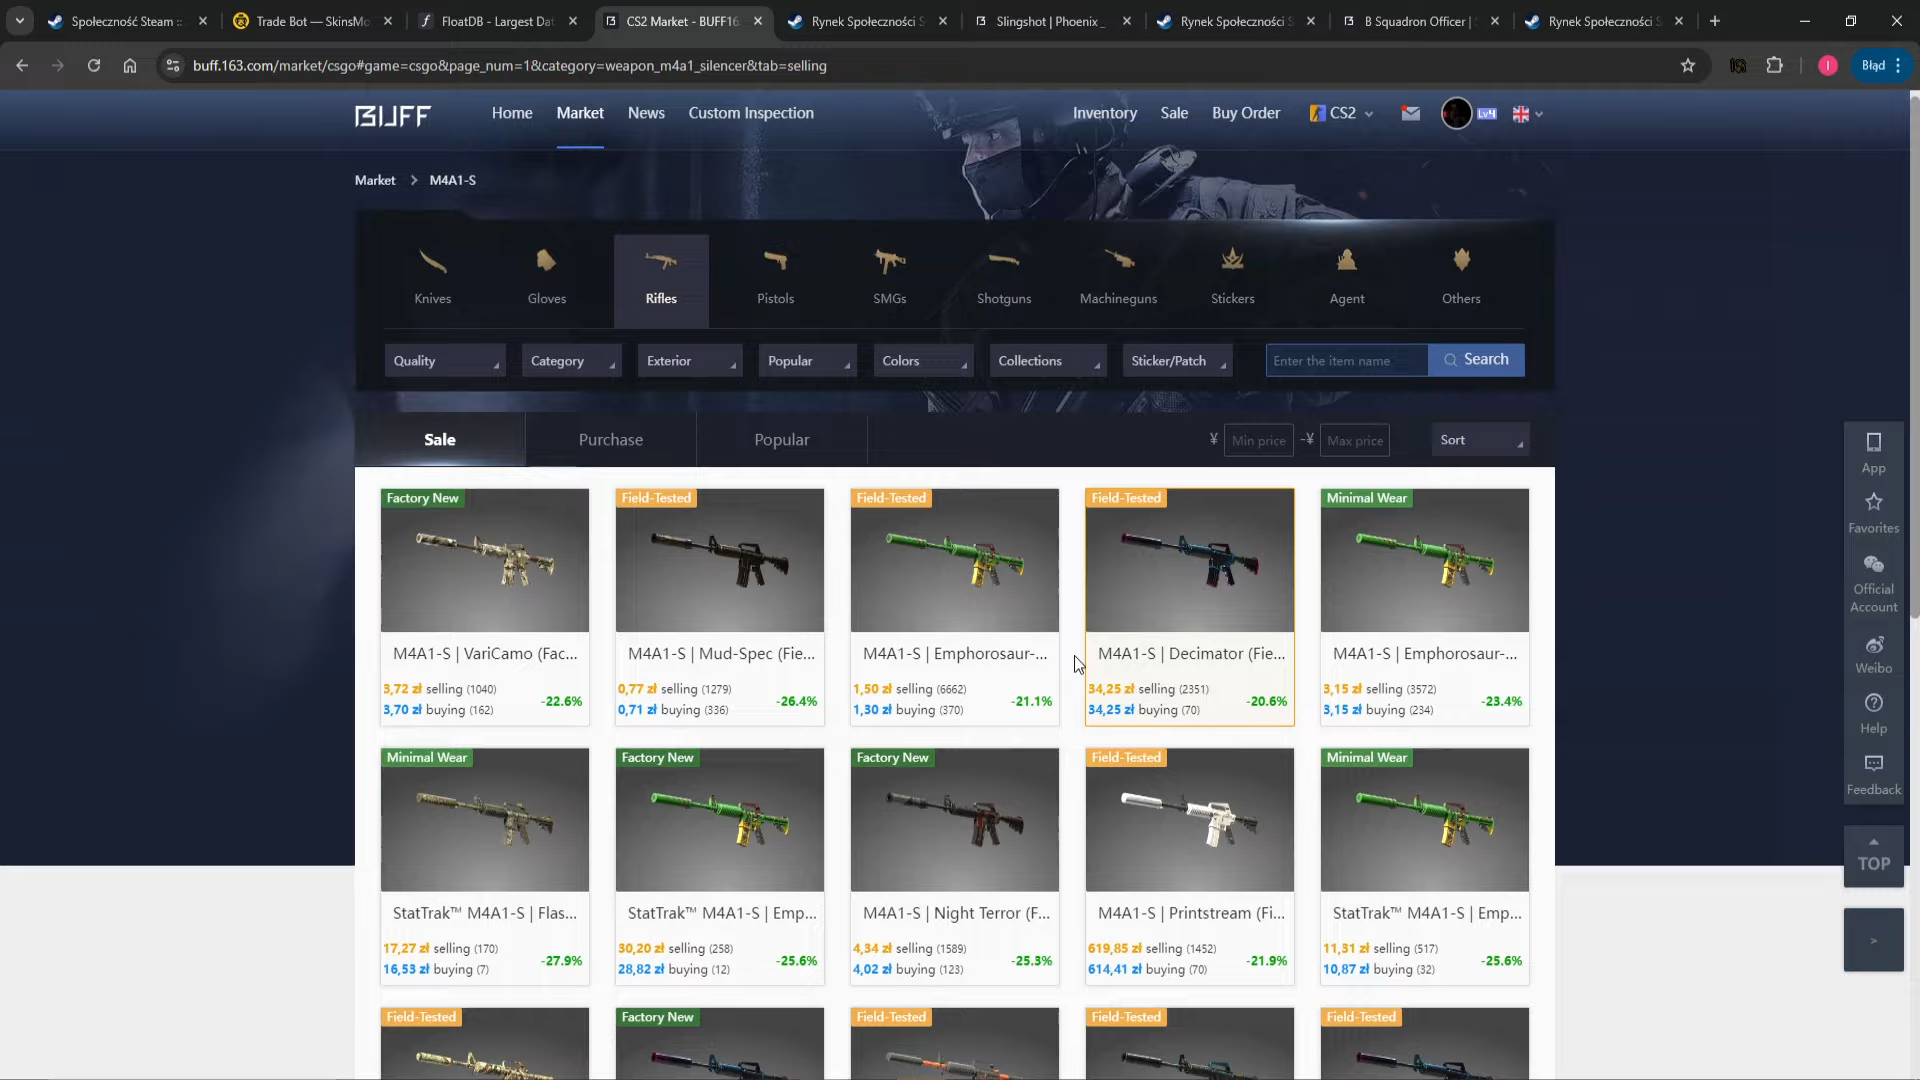 Społeczność Steam ::
Trade Bot — SkinsMo
FloatDB - Largest Dat
CS2 Market - BUFF16
Rynek Społeczności S
Slingshot | Phoenix_
Rynek Społeczności S
B Squadron Officer |
Rynek Społeczności S
buff.163.com/market/csgo#game=csgo&page_num=1&category=weapon_m4a1_silencer&tab=selling
Błąd
BUFF
Home
Market
News
Custom Inspection
Inventory
Sale
Buy Order
CS2
Lv4
Market > M4A1-S
Knives
Gloves
Rifles
Pistols
SMGs
Shotguns
Machineguns
Stickers
Agent
Others
Quality
Category
Exterior
Popular
Colors
Collections
Sticker/Patch
Enter the item name
Search
Sale
Purchase
Popular
¥ Min price -¥ Max price
Sort
Factory New
M4A1-S | VariCamo (Fac...
3,72 zł selling (1040)
3,70 zł buying (162)
-22.6%
Field-Tested
M4A1-S | Mud-Spec (Fie...
0,77 zł selling (1279)
0,71 zł buying (336)
-26.4%
Field-Tested
M4A1-S | Emphorosaur-...
1,50 zł selling (6662)
1,30 zł buying (370)
-21.1%
Field-Tested
M4A1-S | Decimator (Fie...
34,25 zł selling (2351)
34,25 zł buying (70)
-20.6%
Minimal Wear
M4A1-S | Emphorosaur-...
3,15 zł selling (3572)
3,15 zł buying (234)
-23.4%
Minimal Wear
StatTrak™ M4A1-S | Flas...
17,27 zł selling (170)
16,53 zł buying (7)
-27.9%
Factory New
StatTrak™ M4A1-S | Emp...
30,20 zł selling (258)
28,82 zł buying (12)
-25.6%
Factory New
M4A1-S | Night Terror (F...
4,34 zł selling (1589)
4,02 zł buying (123)
-25.3%
Field-Tested
M4A1-S | Printstream (Fi...
619,85 zł selling (1452)
614,41 zł buying (70)
-21.9%
Minimal Wear
StatTrak™ M4A1-S | Emp...
11,31 zł selling (517)
10,87 zł buying (32)
-25.6%
Field-Tested
Factory New
Field-Tested
Field-Tested
Field-Tested
App
Favorites
Official
Account
Weibo
Help
Feedback
TOP
>